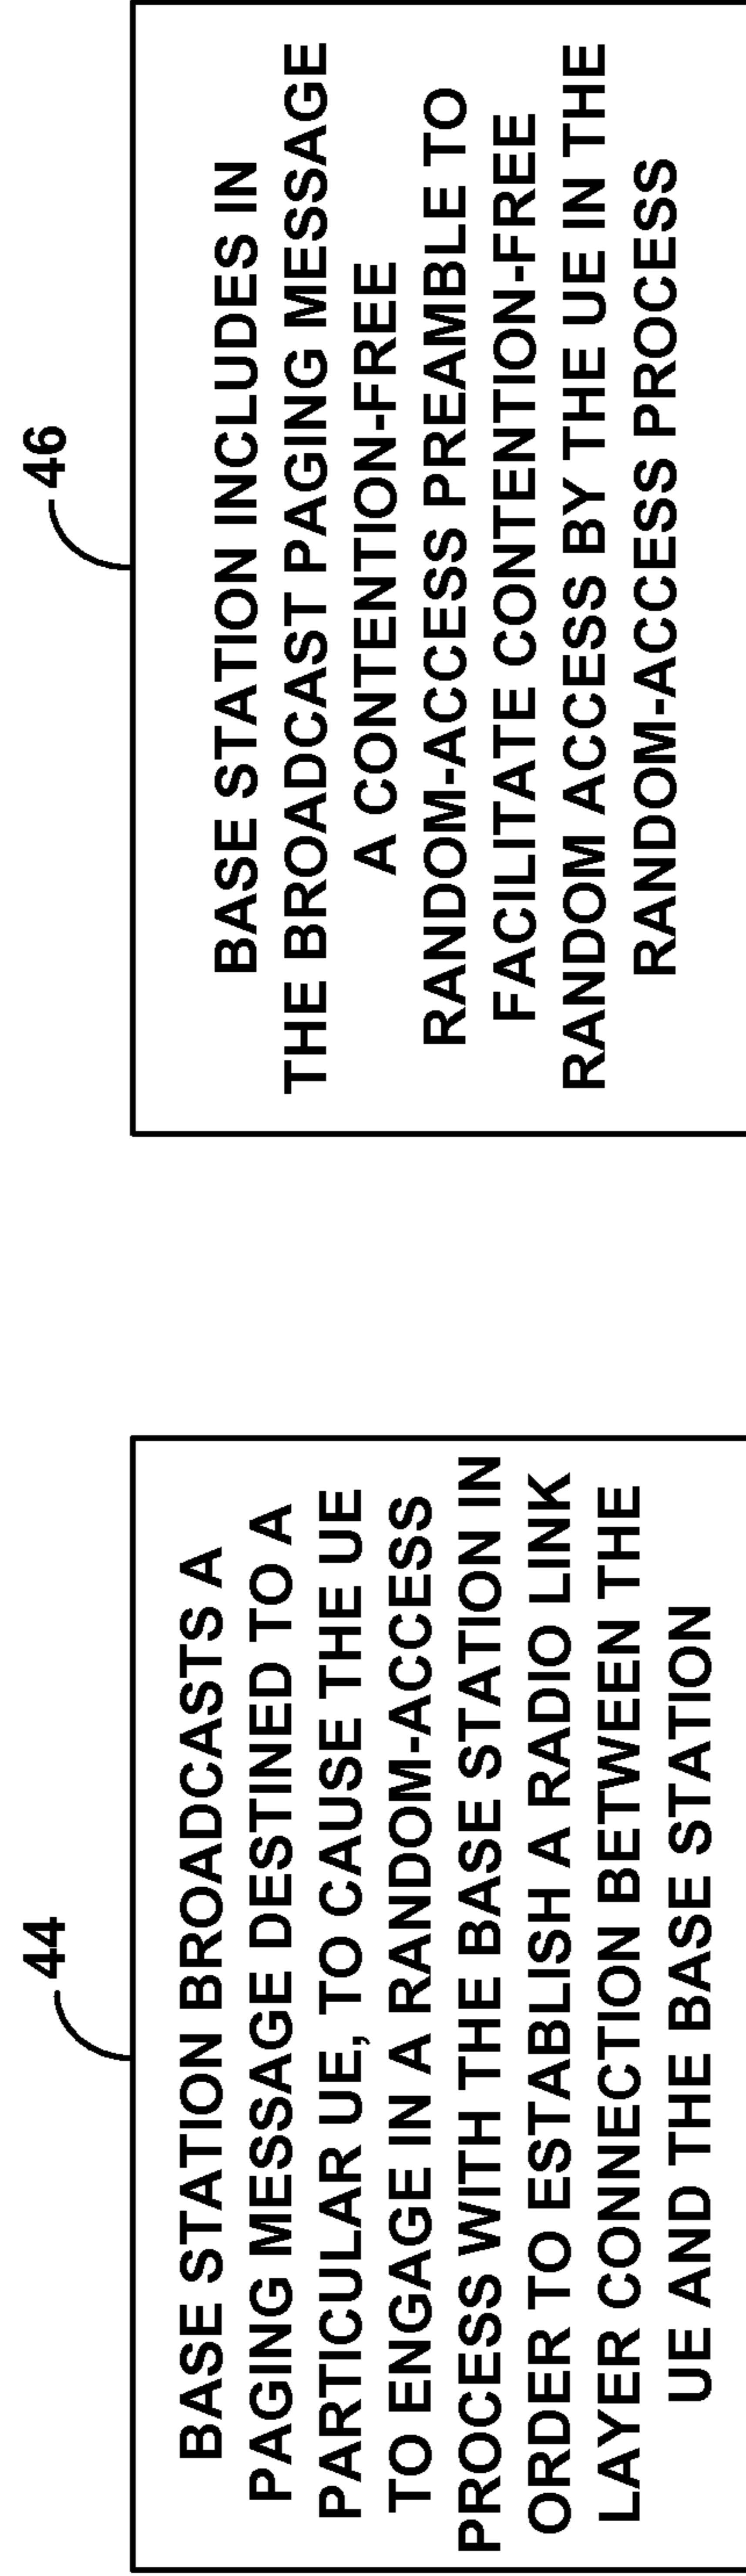 44
BASE STATION BROADCASTS A
PAGING MESSAGE DESTINED TO A
PARTICULAR UE, TO CAUSE THE UE
TO ENGAGE IN A RANDOM-ACCESS
PROCESS WITH THE BASE STATION IN
ORDER TO ESTABLISH A RADIO LINK
LAYER CONNECTION BETWEEN THE
UE AND THE BASE STATION
46
BASE STATION INCLUDES IN
THE BROADCAST PAGING MESSAGE
A CONTENTION-FREE
RANDOM-ACCESS PREAMBLE TO
FACILITATE CONTENTION-FREE
RANDOM ACCESS BY THE UE IN THE
RANDOM-ACCESS PROCESS